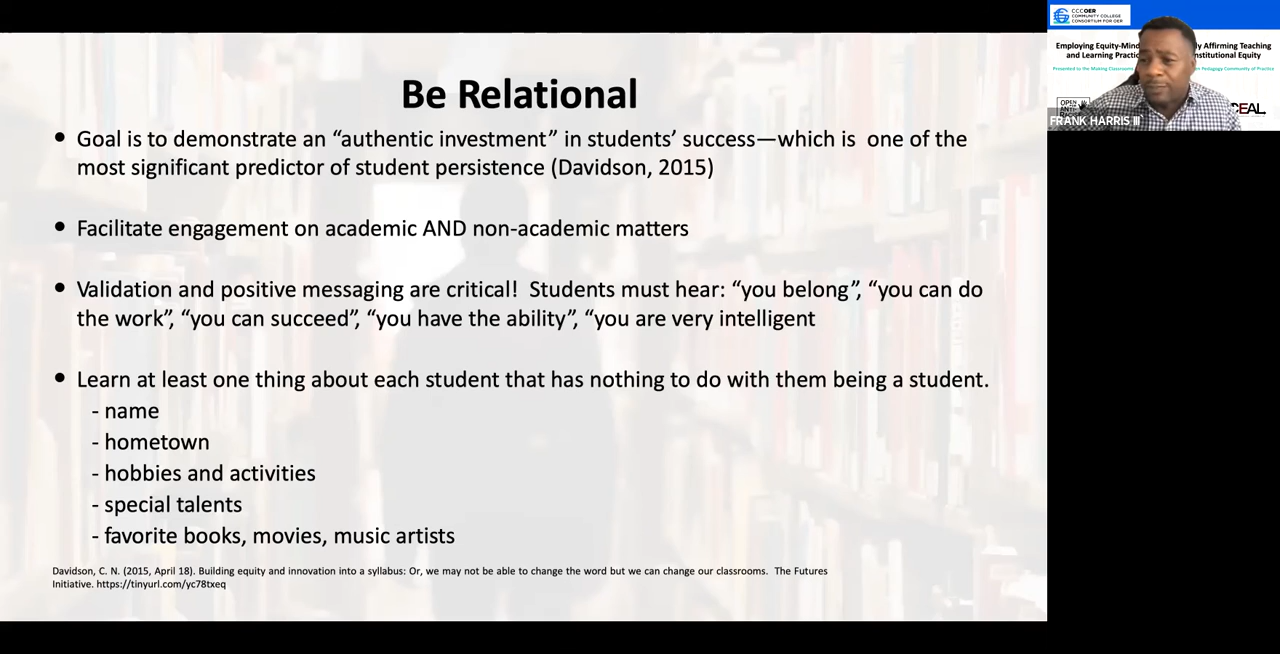 Be Relational
• Goal is to demonstrate an “authentic investment” in students’ success—which is  one of the
most significant predictor of student persistence (Davidson, 2015)
• Facilitate engagement on academic AND non-academic matters
• Validation and positive messaging are critical!  Students must hear: “you belong”, “you can do
the work”, “you can succeed”, “you have the ability”, “you are very intelligent
• Learn at least one thing about each student that has nothing to do with them being a student.
- name
- hometown
- hobbies and activities
- special talents
- favorite books, movies, music artists
Davidson, C. N. (2015, April 18). Building equity and innovation into a syllabus: Or, we may not be able to change the word but we can change our classrooms.  The Futures
Initiative. https://tinyurl.com/yc78txeq
CCCOER
COMMUNITY COLLEGE
CONSORTIUM FOR OER
Employing Equity-Mind Affirming Teaching
and Learning Practi nstitutional Equity
Presented to the Making Classrooms Pedagogy Community of Practice
OPEN
FRANK HARRIS III